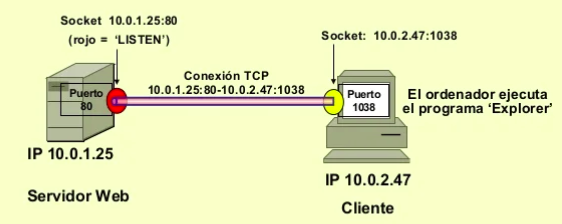 Socket 10.0.1.25:80
(rojo = ‘LISTEN’)
Socket: 10.0.2.47:1038
Conexión TCP
10.0.1.25:80-10.0.2.47:1038
Puerto
80
Puerto
1038
El ordenador ejecuta
el programa ‘Explorer’
IP 10.0.1.25
IP 10.0.2.47
Servidor Web
Cliente